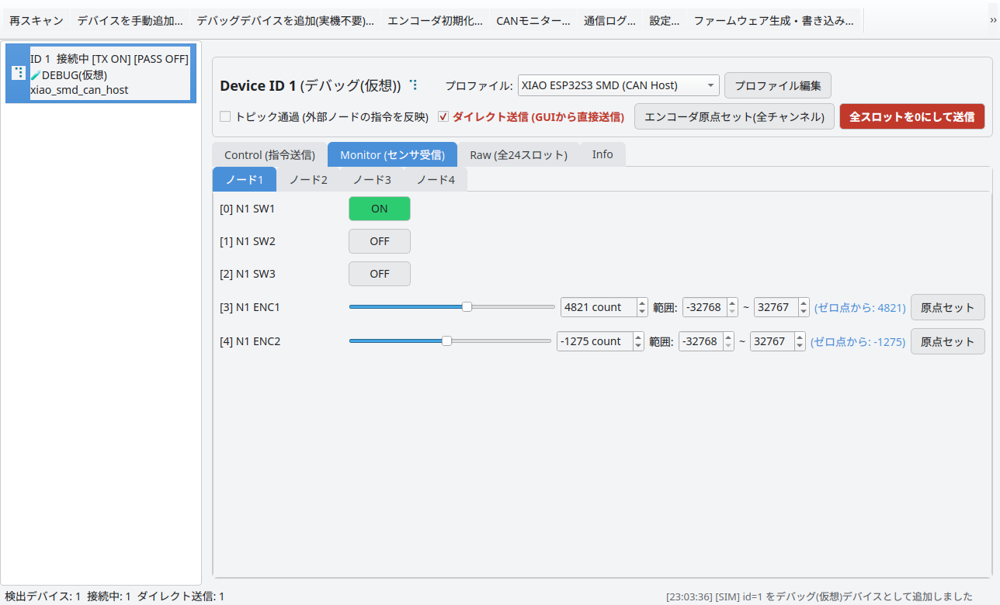 再スキャン デバイスを手動追加... デバッグデバイスを追加(実機不要)... エンコーダ初期化... CANモニター... 通信ログ... 設定... ファームウェア生成・書き込み... »
ID 1 接続中 [TX ON] [PASS OFF]
DEBUG(仮想)
xiao_smd_can_host
Device ID 1 (デバッグ(仮想)) プロファイル: XIAO ESP32S3 SMD (CAN Host) プロファイル編集
トピック通過 (外部ノードの指令を反映) ダイレクト送信 (GUIから直接送信) エンコーダ原点セット(全チャンネル) 全スロットを0にして送信
Control (指令送信) Monitor (センサ受信) Raw (全24スロット) Info
ノード1 ノード2 ノード3 ノード4
[0] N1 SW1 ON
[1] N1 SW2 OFF
[2] N1 SW3 OFF
[3] N1 ENC1 4821 count 範囲: -32768 ~ 32767 (ゼロ点から: 4821) 原点セット
[4] N1 ENC2 -1275 count 範囲: -32768 ~ 32767 (ゼロ点から: -1275) 原点セット
検出デバイス: 1 接続中: 1 ダイレクト送信: 1 [23:03:36] [SIM] id=1 をデバッグ(仮想)デバイスとして追加しました